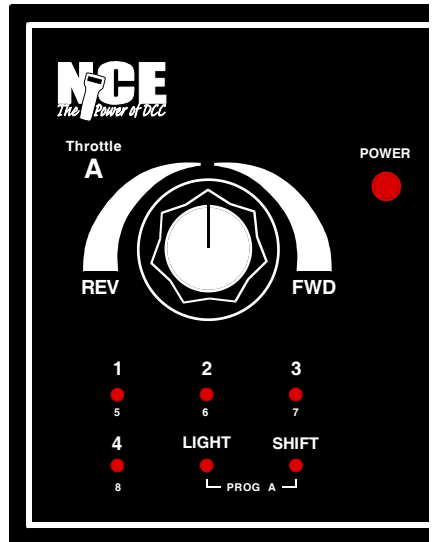 NCE
The Power of DCC
Throttle
A
POWER
REV FWD
1 2 3
5 6 7
4 LIGHT SHIFT
8 PROG A